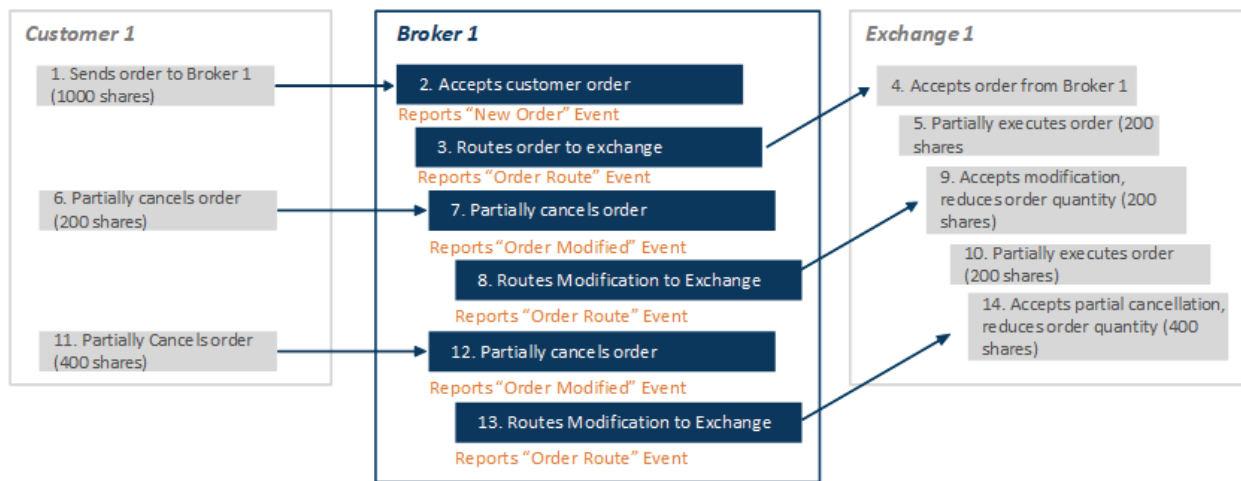 Customer 1
1. Sends order to Broker 1
(1000 shares)
6. Partially cancels order
(200 shares)
11. Partially Cancels order
(400 shares)
Broker 1
2. Accepts customer order
Reports “New Order” Event
3. Routes order to exchange
Reports “Order Route” Event
7. Partially cancels order
Reports “Order Modified” Event
8. Routes Modification to Exchange
Reports “Order Route” Event
12. Partially cancels order
Reports “Order Modified” Event
13. Routes Modification to Exchange
Reports “Order Route” Event
Exchange 1
4. Accepts order from Broker 1
5. Partially executes order (200
shares
9. Accepts modification,
reduces order quantity (200
shares)
10. Partially executes order
(200 shares)
14. Accepts partial cancellation,
reduces order quantity (400
shares)